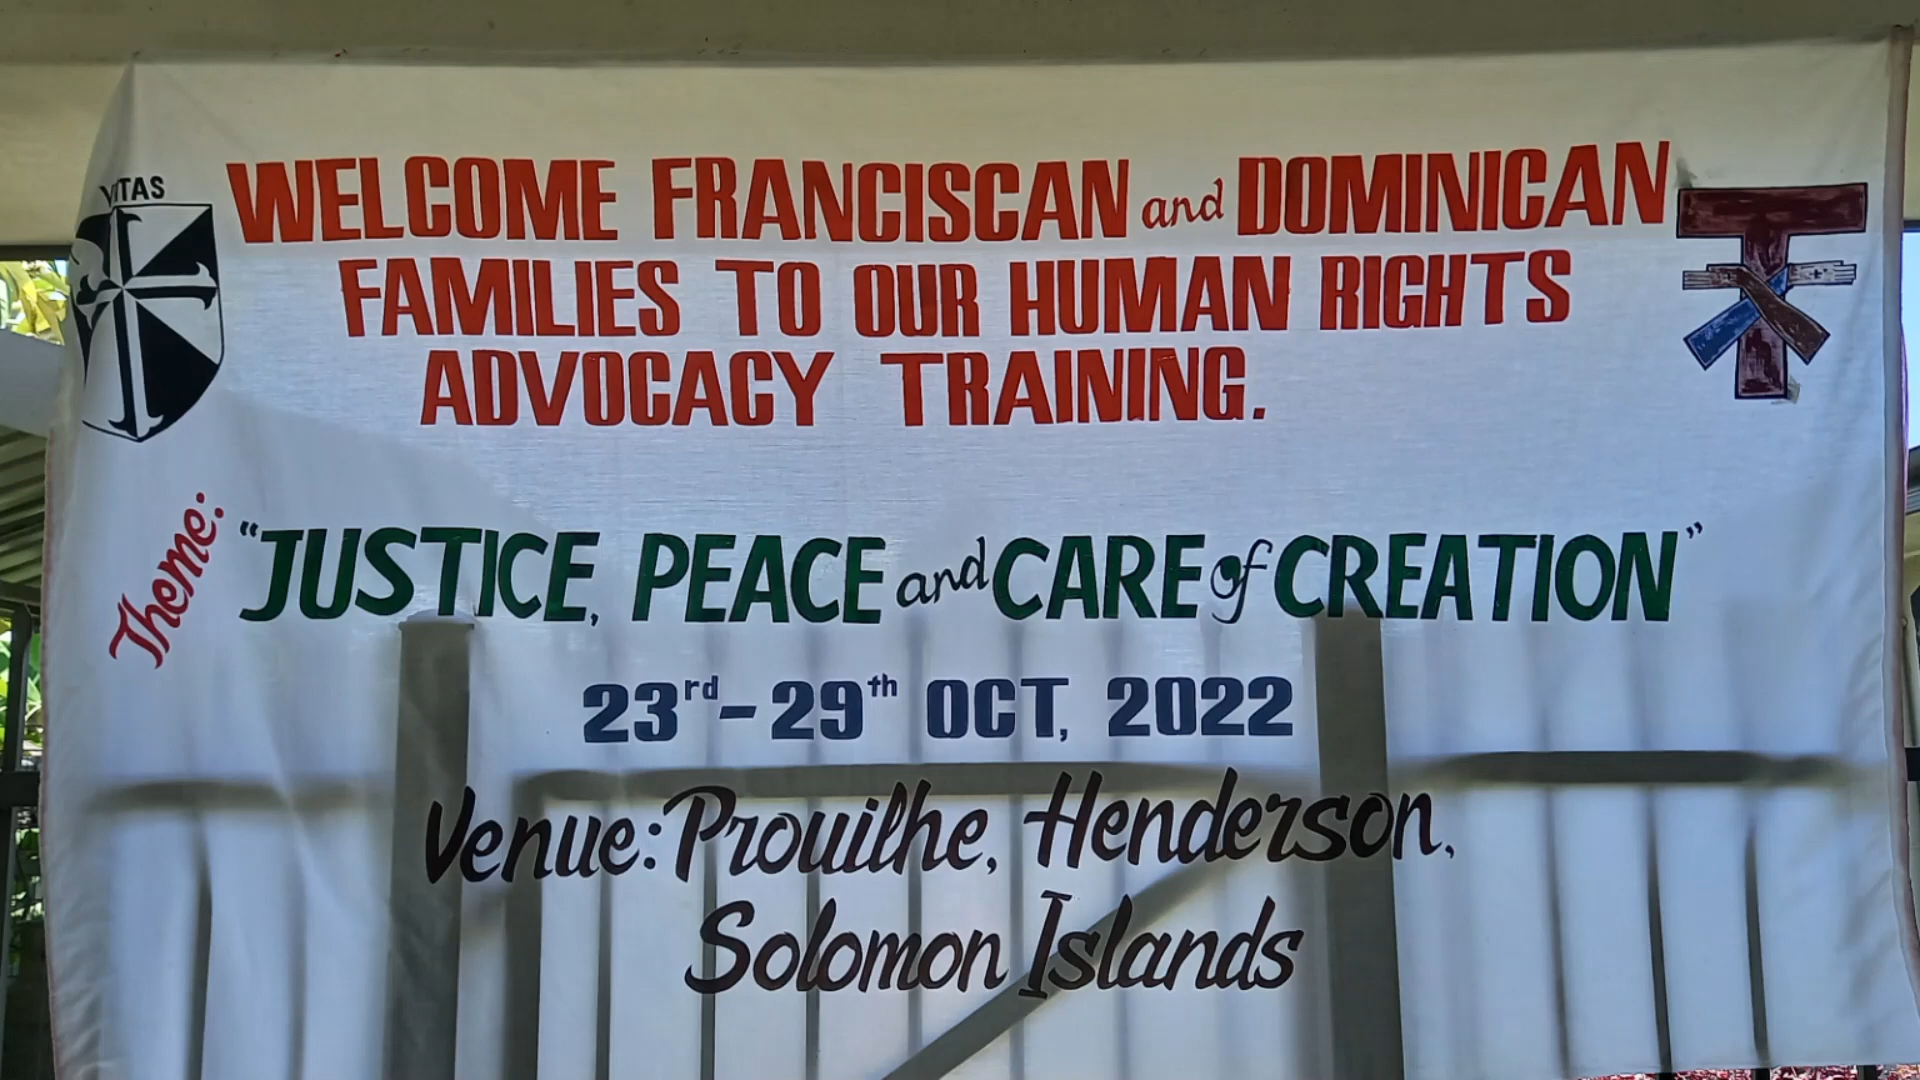 VITAS
WELCOME FRANCISCAN and DOMINICAN
FAMILIES TO OUR HUMAN RIGHTS
ADVOCACY TRAINING.
Theme: "JUSTICE, PEACE and CARE of CREATION"
23rd-29th OCT, 2022
Venue: Prouilhe, Henderson,
Solomon Islands